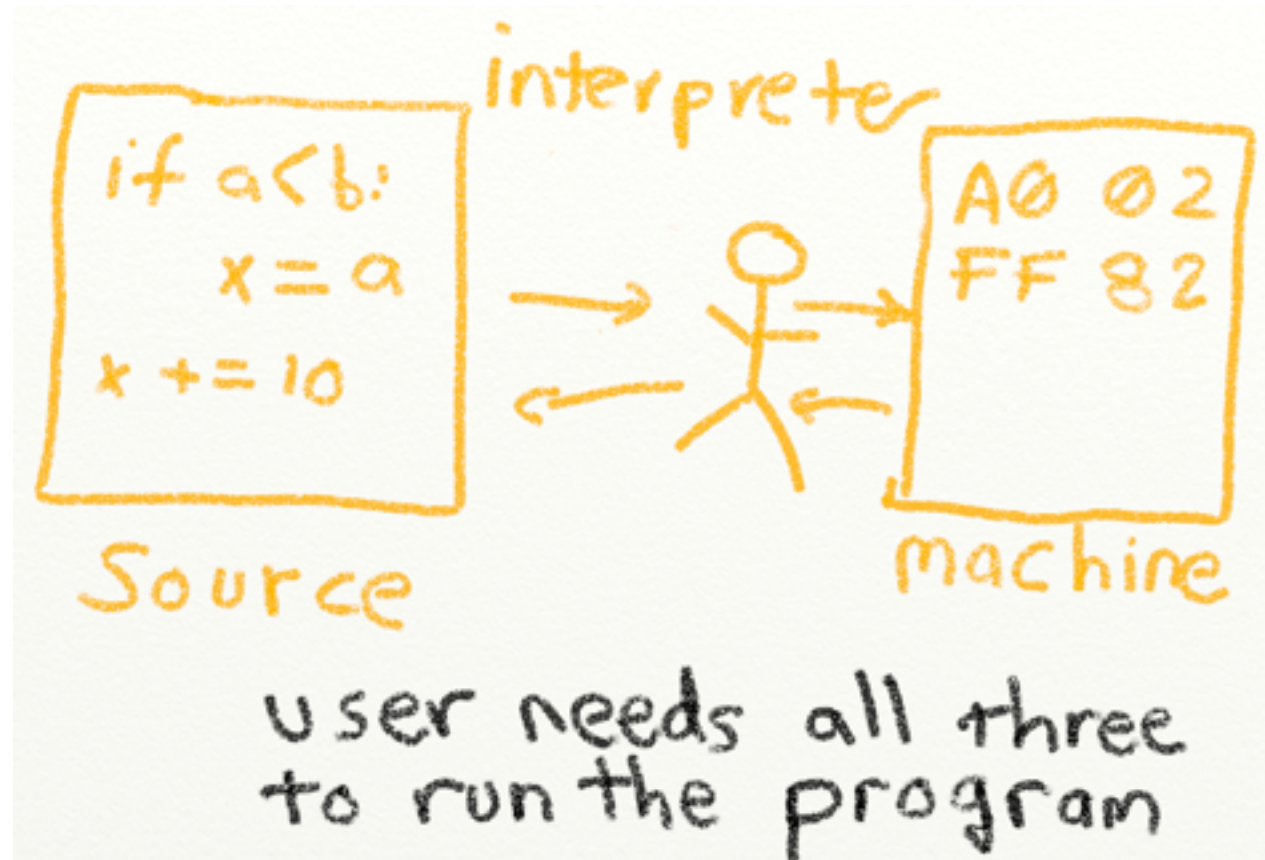 interpreter
if a<b:
x = a
x += 10
A0 02
FF 82
Source
machine
user needs all three
to run the program